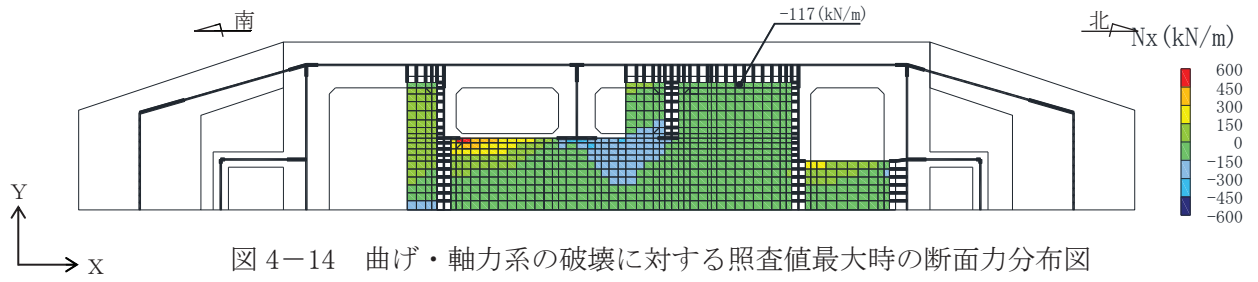 -117(kN/m)
南
北
Nx(kN/m)
600
450
300
150
0
-150
-300
-450
-600
Y
X
図 4－14　曲げ・軸力系の破壊に対する照査値最大時の断面力分布図